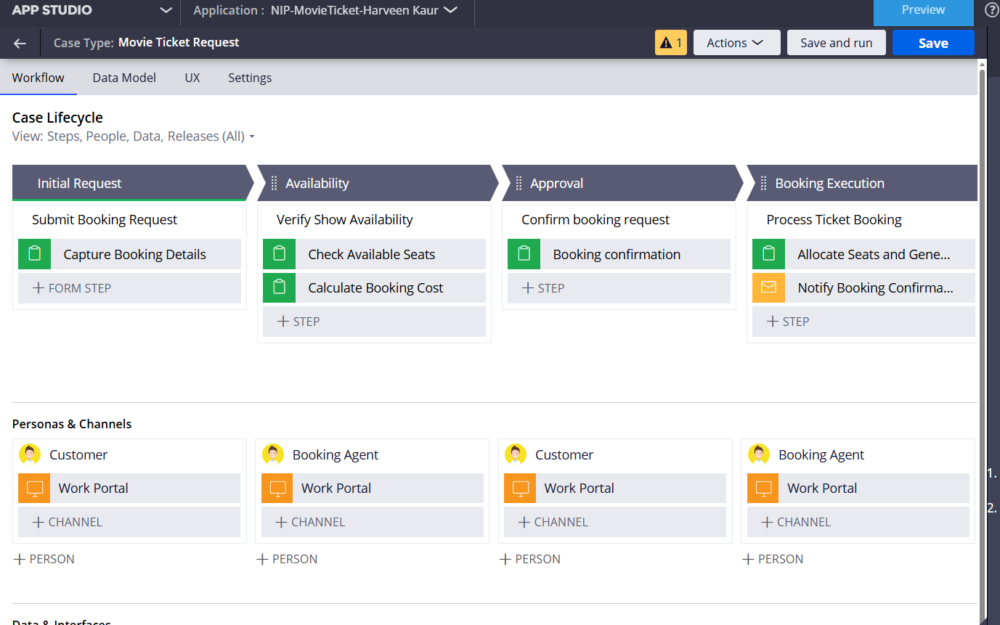 APP STUDIO Application : NIP-MovieTicket-Harveen Kaur Preview ?
Case Type: Movie Ticket Request 1 Actions Save and run Save
Workflow Data Model UX Settings
Case Lifecycle
View: Steps, People, Data, Releases (All)
Initial Request Availability Approval Booking Execution
Submit Booking Request Verify Show Availability Confirm booking request Process Ticket Booking
Capture Booking Details Check Available Seats Booking confirmation Allocate Seats and Gene...
+ FORM STEP Calculate Booking Cost + STEP Notify Booking Confirma...
+ STEP + STEP
Personas & Channels
Customer Booking Agent Customer Booking Agent
Work Portal Work Portal Work Portal Work Portal
+ CHANNEL + CHANNEL + CHANNEL + CHANNEL
+ PERSON + PERSON + PERSON + PERSON
1.
2.
Data & Interfaces